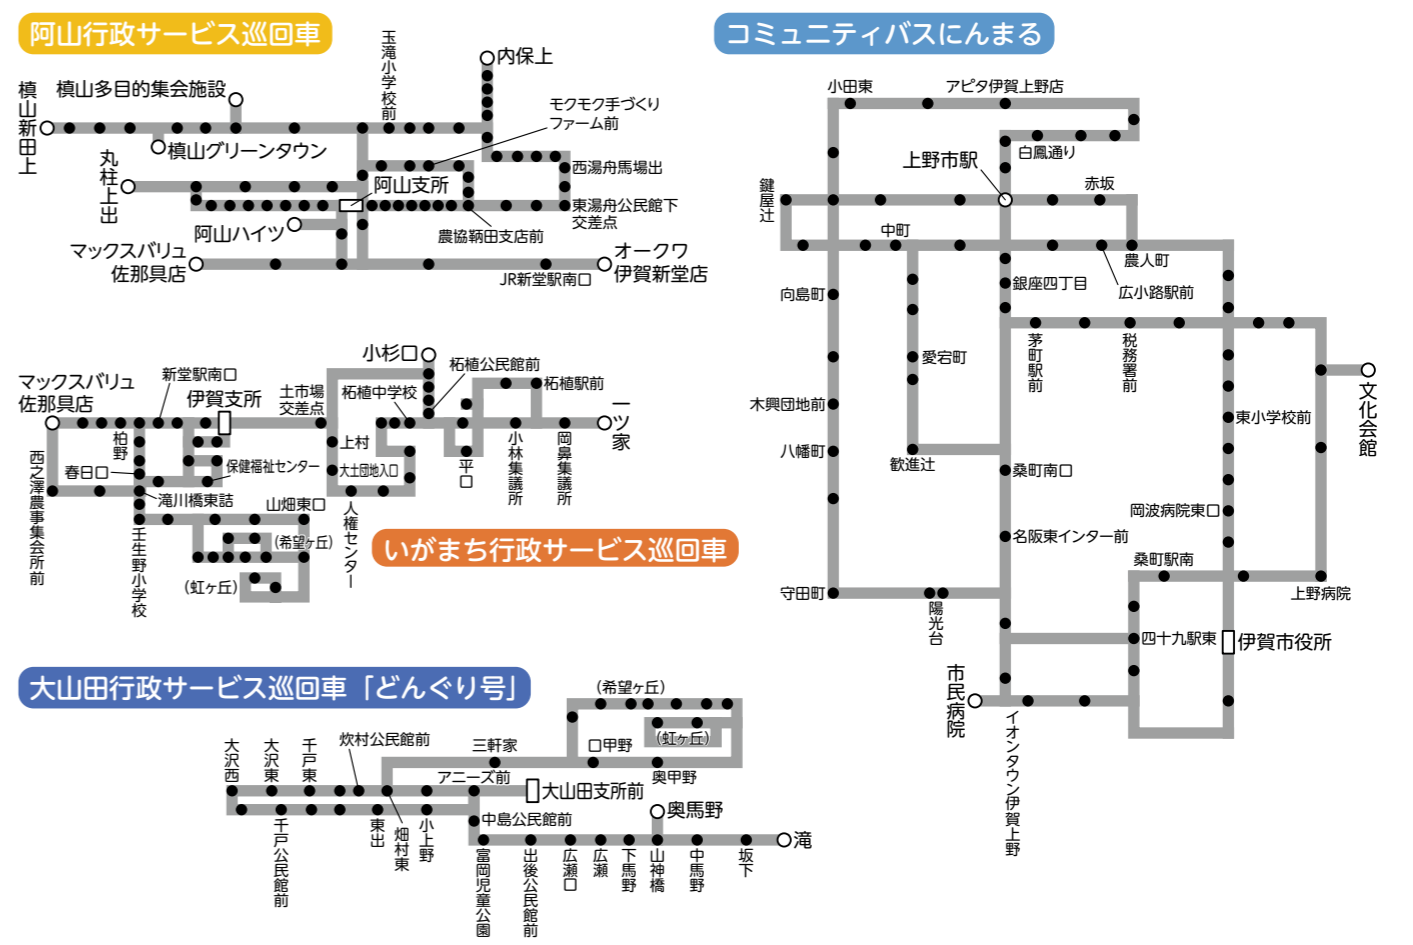 阿山行政サービス巡回車
玉滝小学校前
内保上
槙山新田上
槙山多目的集会施設
モクモク手づくり
ファーム前
槙山グリーンタウン
丸柱上出
西湯舟馬場出
阿山支所
東湯舟公民館下
交差点
阿山ハイツ
農協鞆田支店前
マックスバリュ
佐那具店
オークワ
伊賀新堂店
JR新堂駅南口
コミュニティバスにんまる
小田東
アピタ伊賀上野店
白鳳通り
上野市駅
鍵屋辻
赤坂
中町
農人町
銀座四丁目
広小路駅前
向島町
茅町駅前
税務署前
愛宕町
文化会館
木興団地前
東小学校前
八幡町
歓進辻
桑町南口
岡波病院東口
名阪東インター前
桑町駅南
守田町
陽光台
上野病院
四十九駅東
伊賀市役所
市民病院
イオンタウン伊賀上野
小杉口
柘植公民館前
マックスバリュ
佐那具店
新堂駅南口
伊賀支所
土市場
交差点
柘植中学校
柘植駅前
一ツ家
柏野
上村
西之澤農事集会所前
春日口
保健福祉センター
大土団地入口
平口
小林集議所
岡鼻集議所
滝川橋東詰
山畑東口
人権センター
壬生野小学校
(希望ヶ丘)
(虹ヶ丘)
いがまち行政サービス巡回車
大山田行政サービス巡回車「どんぐり号」
(希望ヶ丘)
大沢西
大沢東
千戸東
炊村公民館前
三軒家
口甲野
(虹ヶ丘)
アニーズ前
奥甲野
大山田支所前
奥馬野
中島公民館前
滝
千戸公民館前
東出
畑村東
小上野
富岡児童公園
出後公民館前
広瀬口
広瀬
下馬野
山神橋
中馬野
坂下